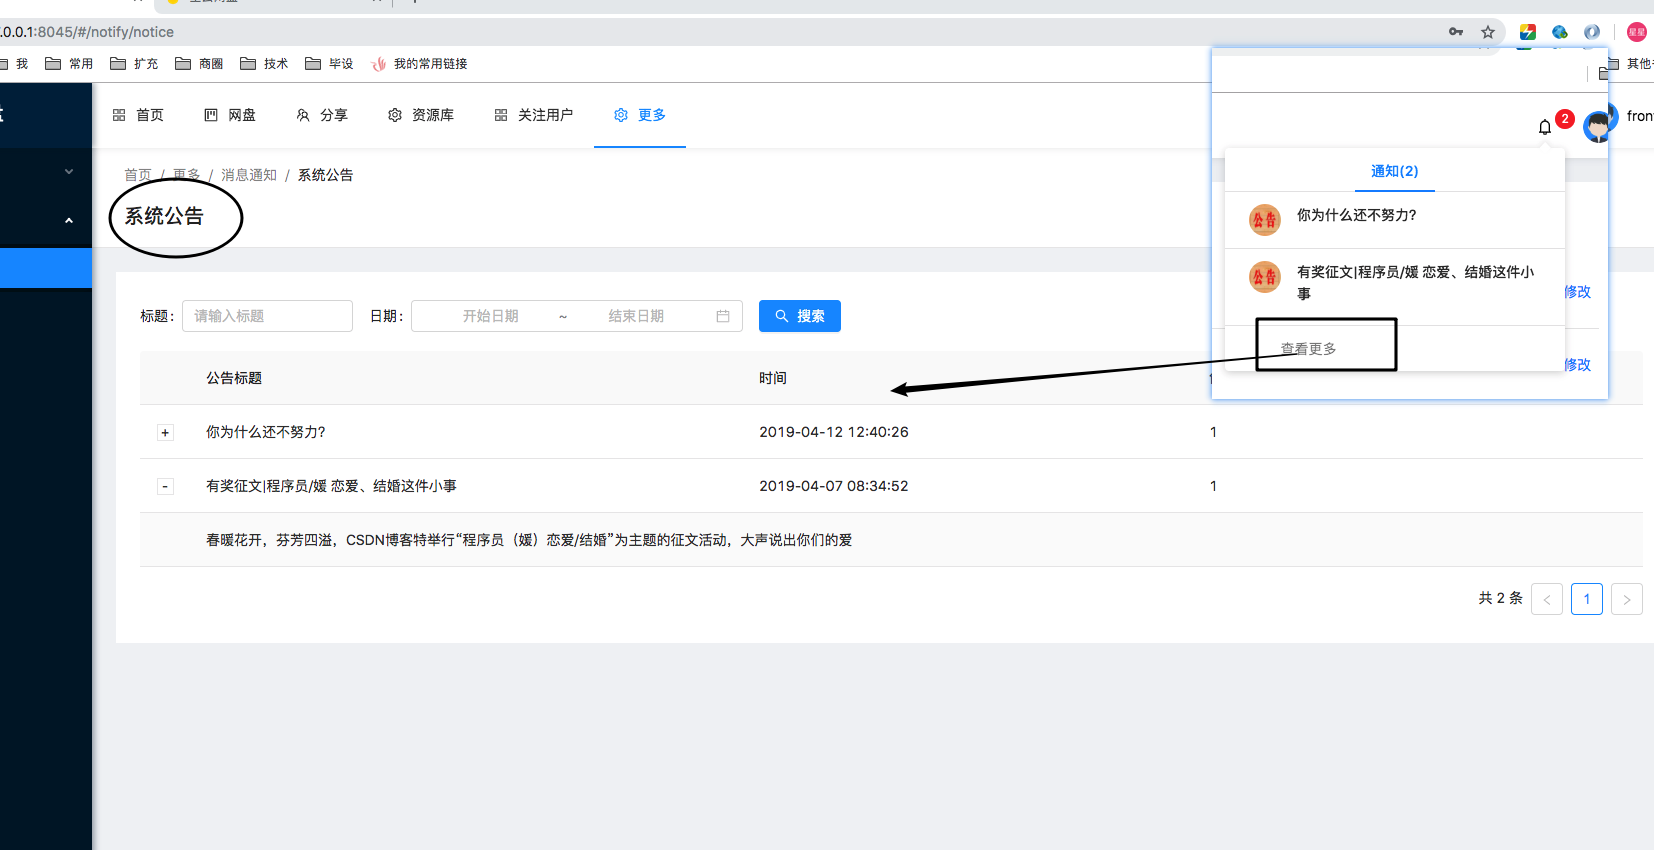 .0.0.1:8045/#/notify/notice
星星
我 常用 扩充 商圈 技术 毕设 我的常用链接
其他
首页 网盘 分享 资源库 关注用户 更多
2
fron
首页 / 更多 / 消息通知 / 系统公告
系统公告
通知(2)
公告 你为什么还不努力?
公告 有奖征文|程序员/媛 恋爱、结婚这件小
事
修改
查看更多
修改
标题: 请输入标题 日期: 开始日期 ~ 结束日期 搜索
公告标题 时间
+ 你为什么还不努力? 2019-04-12 12:40:26 1
- 有奖征文|程序员/媛 恋爱、结婚这件小事 2019-04-07 08:34:52 1
春暖花开，芬芳四溢，CSDN博客特举行“程序员（媛）恋爱/结婚”为主题的征文活动，大声说出你们的爱
共 2 条 < 1 >